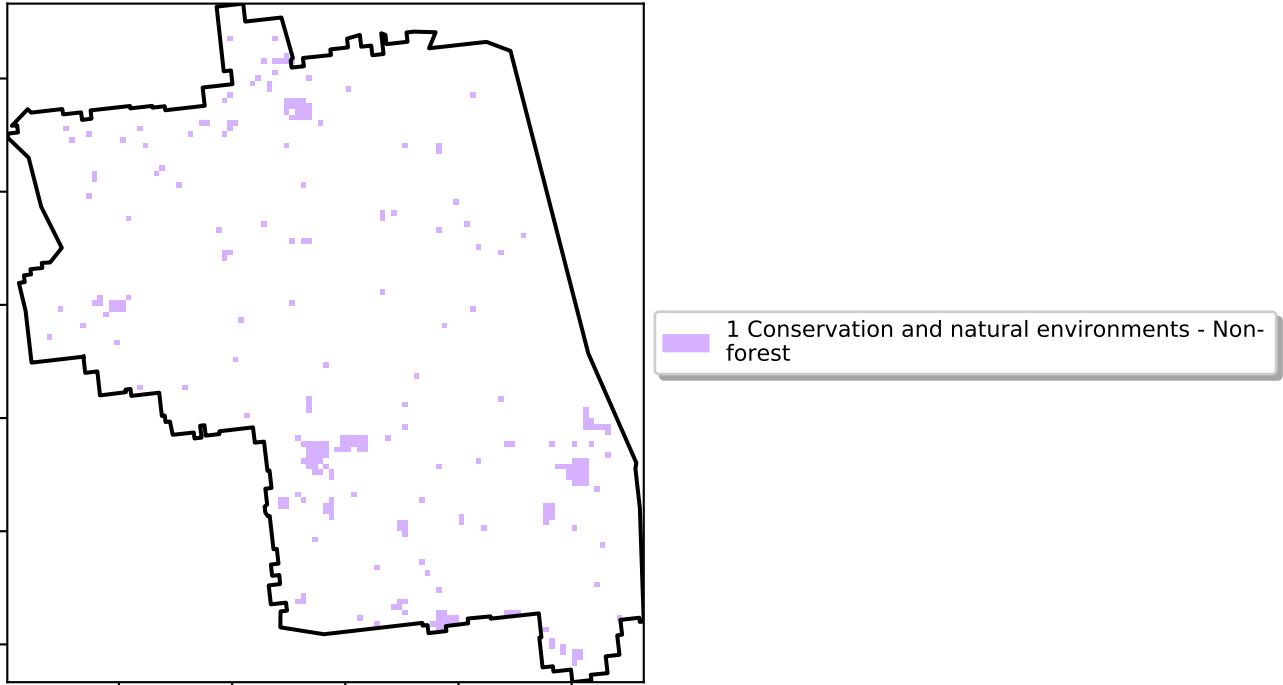 1 Conservation and natural environments - Non-
forest